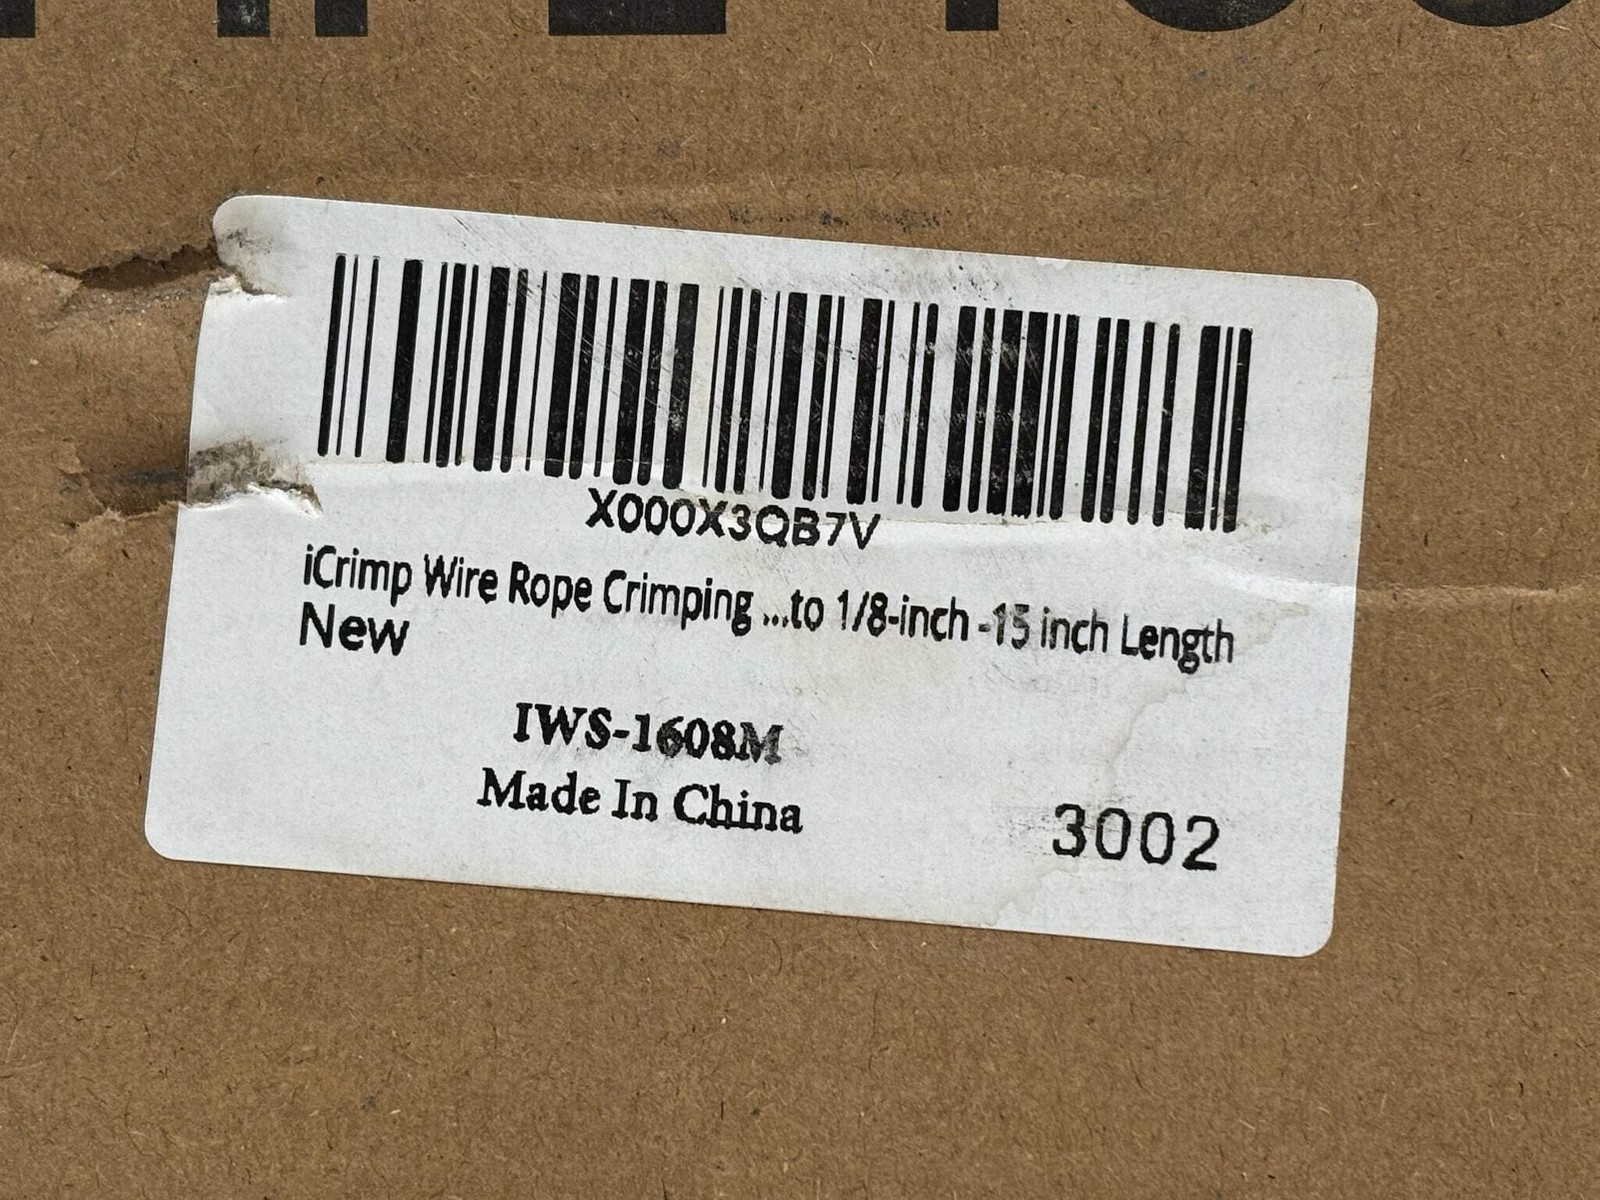 X000X3QB7V
iCrimp Wire Rope Crimping ...to 1/8-inch -15 inch Length
New
IWS-1608M
Made In China
3002